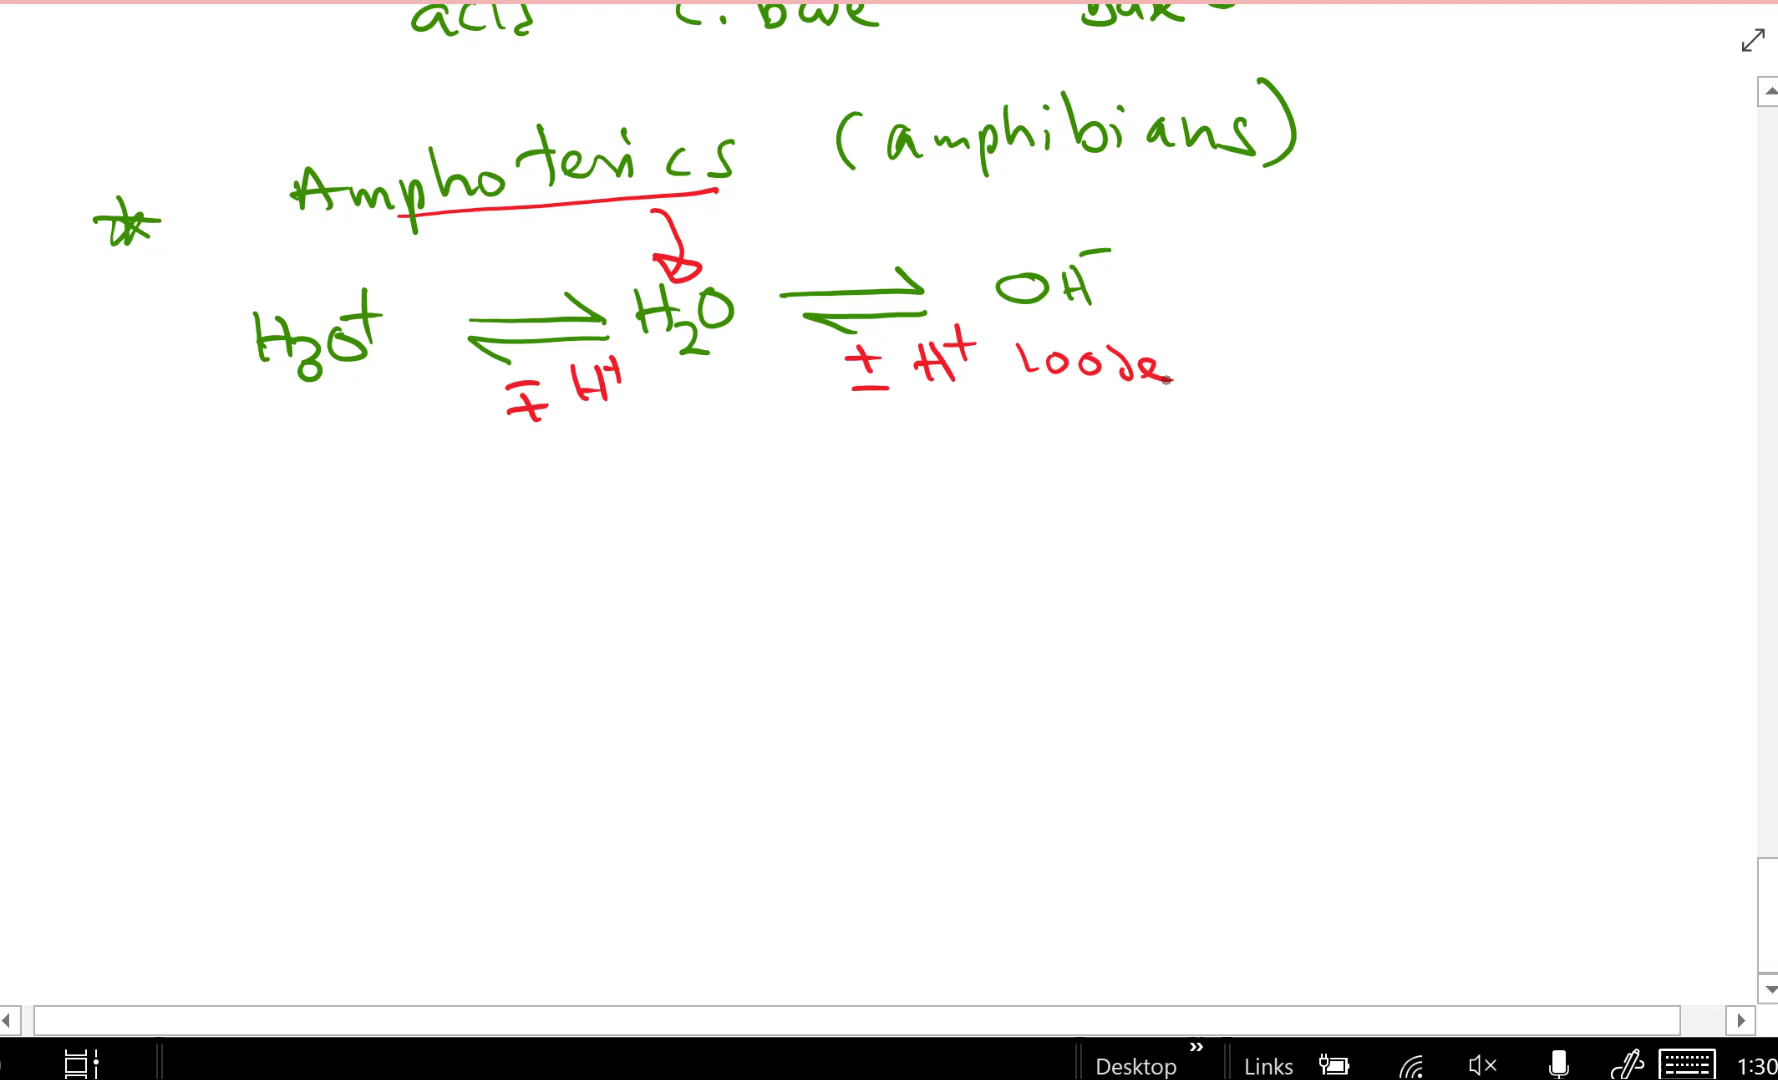 Amphoterics (amphibians)
H3O+ ⇌ H2O ⇌ OH-
∓ H+ ± H+ loose
Desktop » Links 1:30